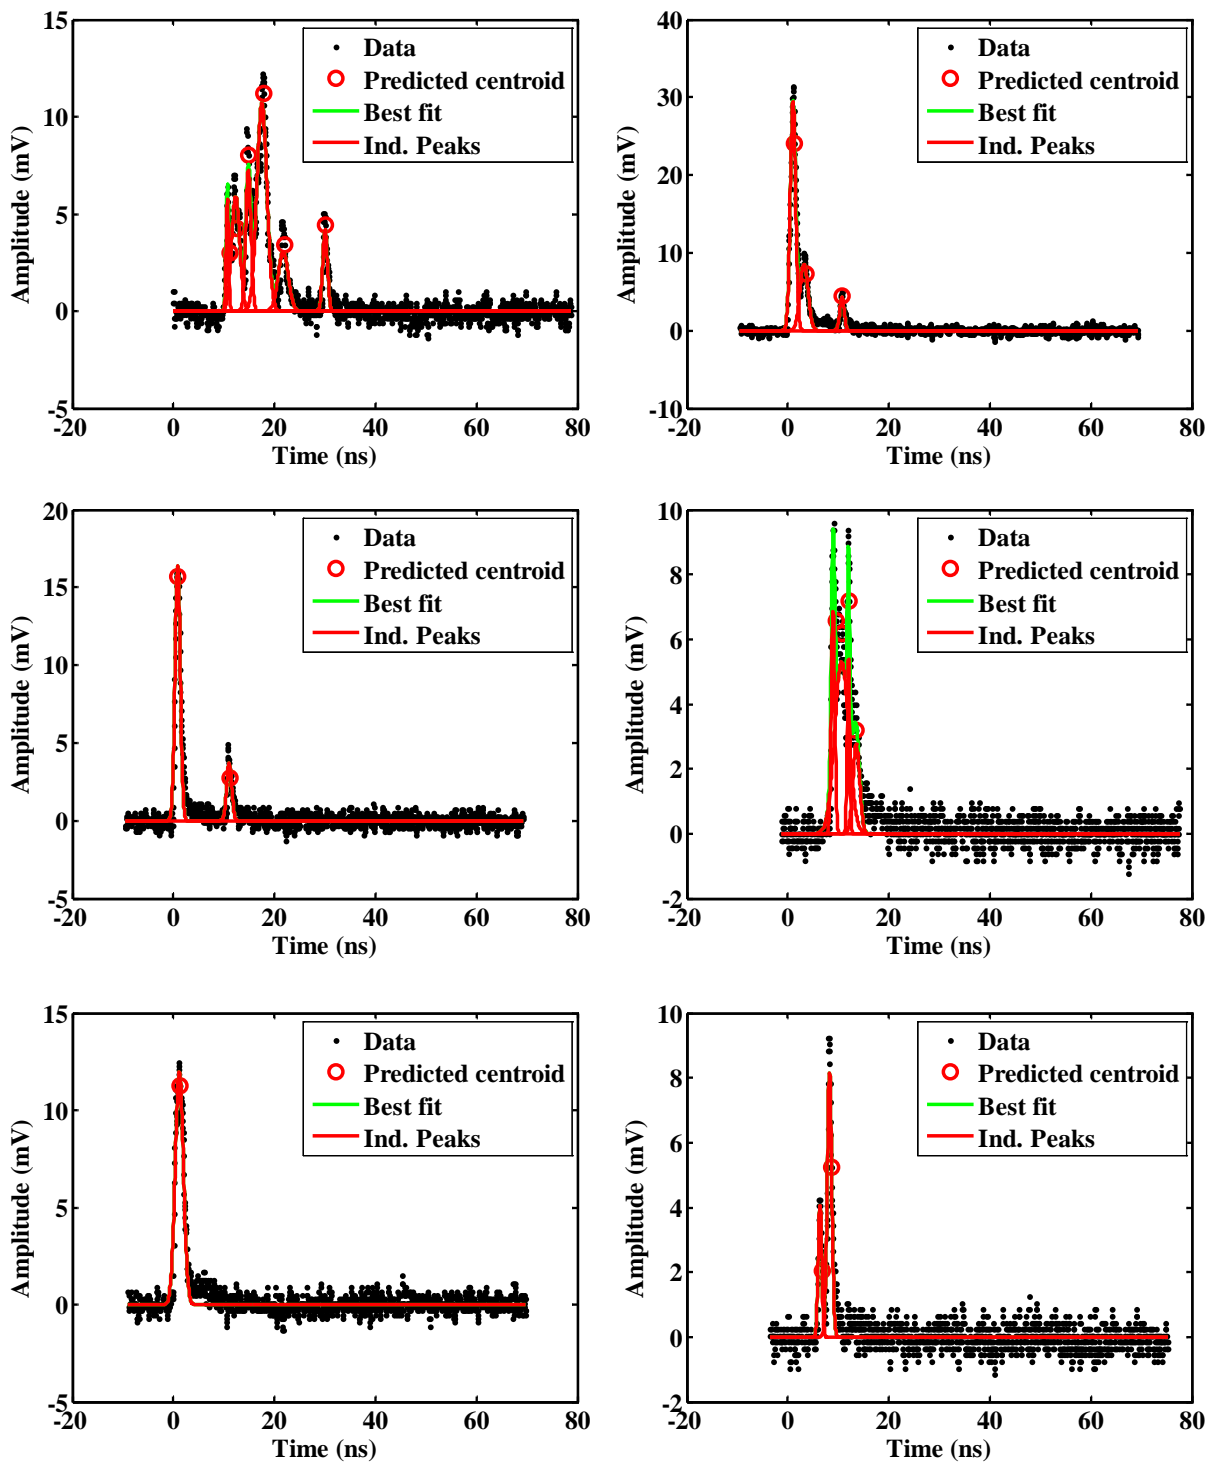 15
10
5
0
-5
-20
0
20
40
60
80
Amplitude (mV)
Time (ns)
Data
Predicted centroid
Best fit
Ind. Peaks
40
30
20
10
0
-10
-20
0
20
40
60
80
Amplitude (mV)
Time (ns)
Data
Predicted centroid
Best fit
Ind. Peaks
20
15
10
5
0
-5
-20
0
20
40
60
80
Amplitude (mV)
Time (ns)
Data
Predicted centroid
Best fit
Ind. Peaks
10
8
6
4
2
0
-2
-20
0
20
40
60
80
Amplitude (mV)
Time (ns)
Data
Predicted centroid
Best fit
Ind. Peaks
15
10
5
0
-5
-20
0
20
40
60
80
Amplitude (mV)
Time (ns)
Data
Predicted centroid
Best fit
Ind. Peaks
10
8
6
4
2
0
-2
-20
0
20
40
60
80
Amplitude (mV)
Time (ns)
Data
Predicted centroid
Best fit
Ind. Peaks